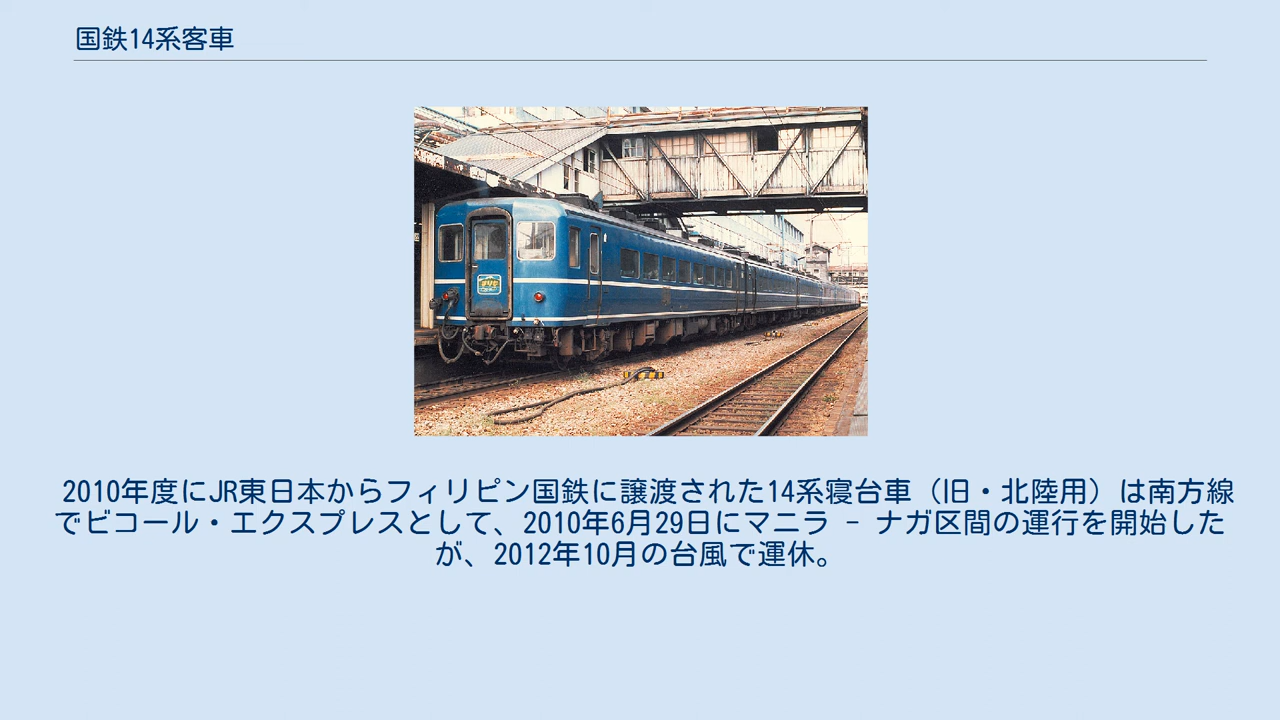 国鉄14系客車
2010年度にJR東日本からフィリピン国鉄に譲渡された14系寝台車（旧・北陸用）は南方線
でビコール・エクスプレスとして、2010年6月29日にマニラ - ナガ区間の運行を開始した
が、2012年10月の台風で運休。